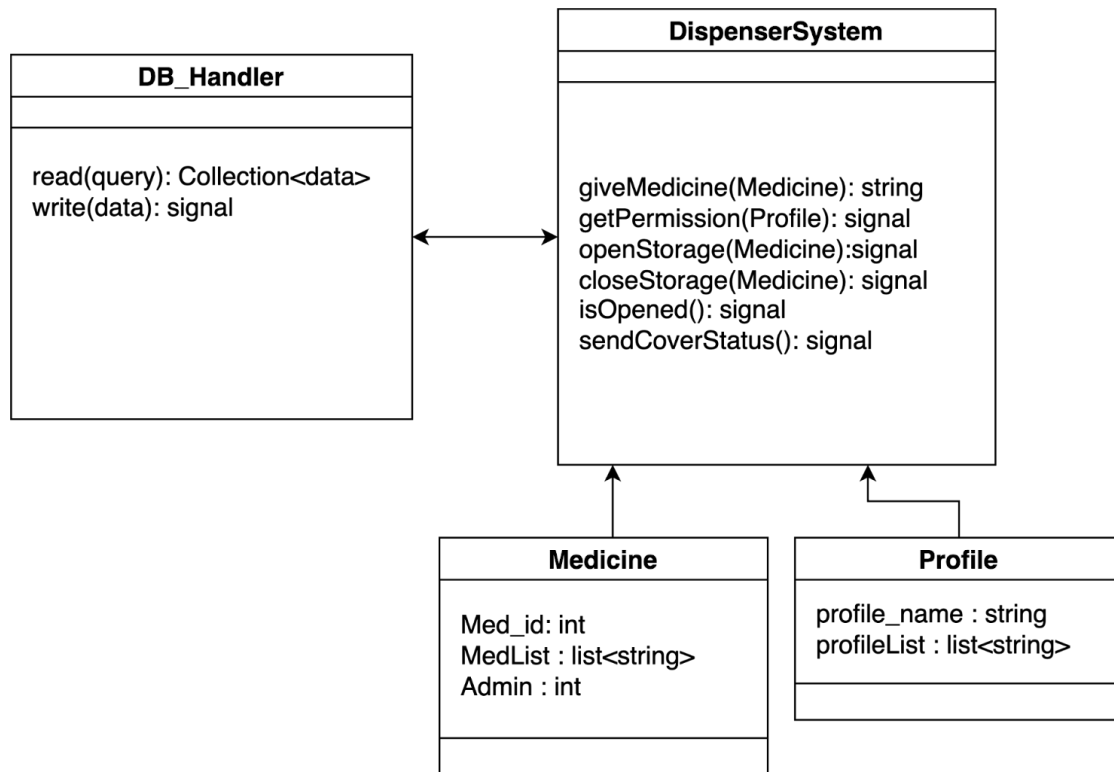 DB_Handler
read(query): Collection<data>
write(data): signal
DispenserSystem
giveMedicine(Medicine): string
getPermission(Profile): signal
openStorage(Medicine):signal
closeStorage(Medicine): signal
isOpened(): signal
sendCoverStatus(): signal
Medicine
Med_id: int
MedList : list<string>
Admin : int
Profile
profile_name : string
profileList : list<string>